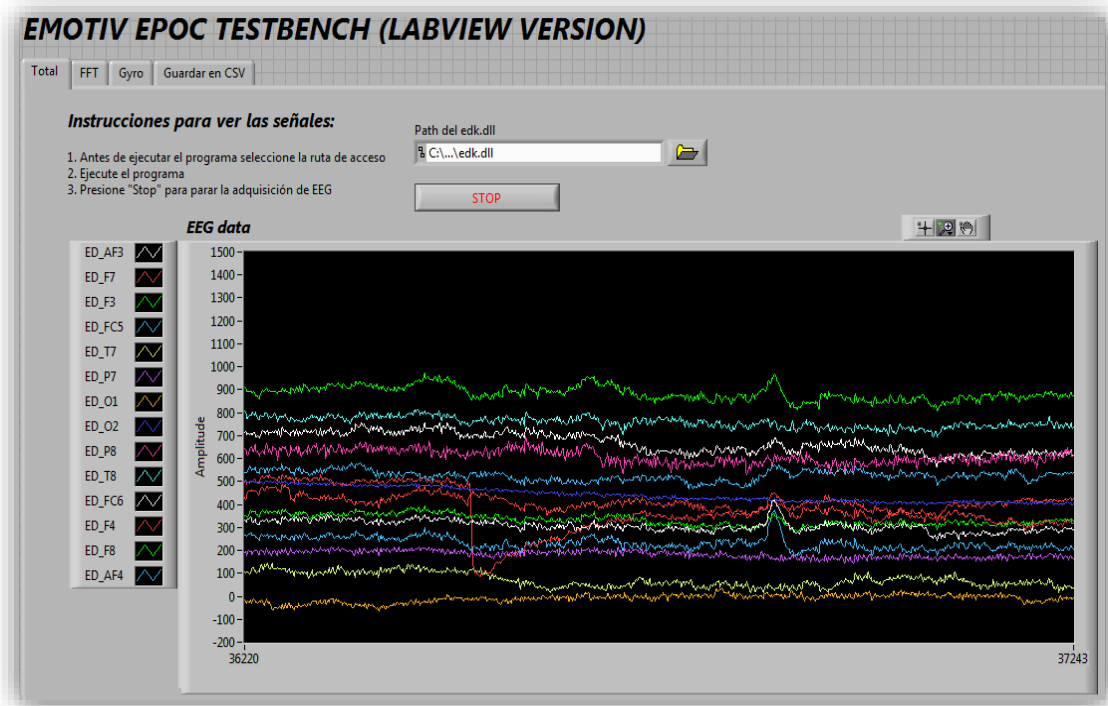 EMOTIV EPOC TESTBENCH (LABVIEW VERSION)
Total FFT Gyro Guardar en CSV
Instrucciones para ver las señales:
1. Antes de ejecutar el programa seleccione la ruta de acceso
2. Ejecute el programa
3. Presione "Stop" para parar la adquisición de EEG
Path del edk.dll
C:\...\edk.dll
STOP
EEG data
ED_AF3
ED_F7
ED_F3
ED_FC5
ED_T7
ED_P7
ED_O1
ED_O2
ED_P8
ED_T8
ED_FC6
ED_F4
ED_F8
ED_AF4
Amplitude
1500
1400
1300
1200
1100
1000
900
800
700
600
500
400
300
200
100
0
-100
-200
36220 37243